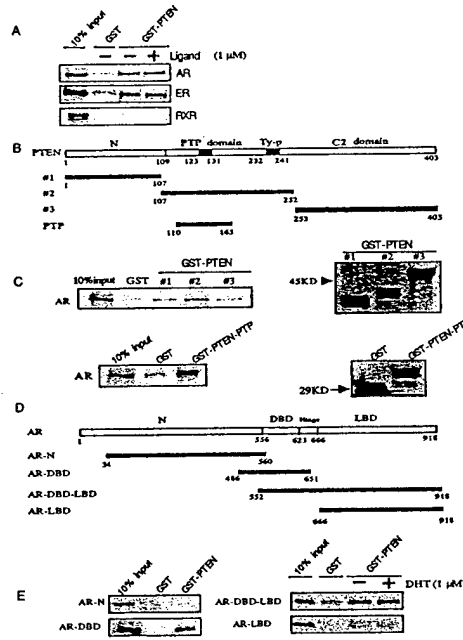 A
10% input
GST
GST-PTEN
− − + Ligand (1 µM)
AR
ER
RXR
B
N PTP domain Ty-p C2 domain
PTEN
1 109 123 131 232 241 403
#1
1 107
#2
107 252
#3
253 403
PTP
110 143
C
GST-PTEN
10%input GST #1 #2 #3
AR
GST-PTEN
#1 #2 #3
45KD
10% input
GST
GST-PTEN-PTP
AR
GST
GST-PTEN-PTP
29KD
D
N DBD Hinge LBD
AR
1 556 623 666 918
AR-N
34 560
AR-DBD
486 651
AR-DBD-LBD
552 918
AR-LBD
666 918
E
10% input
GST
GST-PTEN
AR-N
AR-DBD
10% input
GST
GST-PTEN
− + DHT (1 µM)
AR-DBD-LBD
AR-LBD